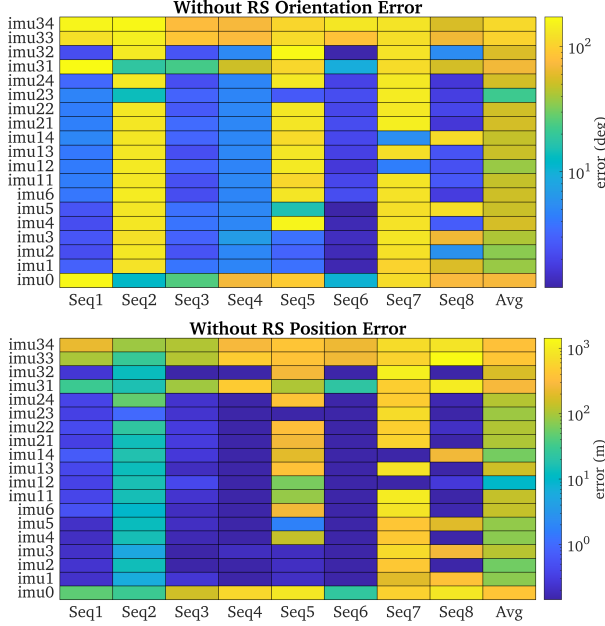 Without RS Orientation Error
imu34
imu33
imu32
imu31
imu24
imu23
imu22
imu21
imu14
imu13
imu12
imu11
imu6
imu5
imu4
imu3
imu2
imu1
imu0
Seq1 Seq2 Seq3 Seq4 Seq5 Seq6 Seq7 Seq8 Avg
10^2
10^1
error (deg)
Without RS Position Error
imu34
imu33
imu32
imu31
imu24
imu23
imu22
imu21
imu14
imu13
imu12
imu11
imu6
imu5
imu4
imu3
imu2
imu1
imu0
Seq1 Seq2 Seq3 Seq4 Seq5 Seq6 Seq7 Seq8 Avg
10^3
10^2
10^1
10^0
error (m)